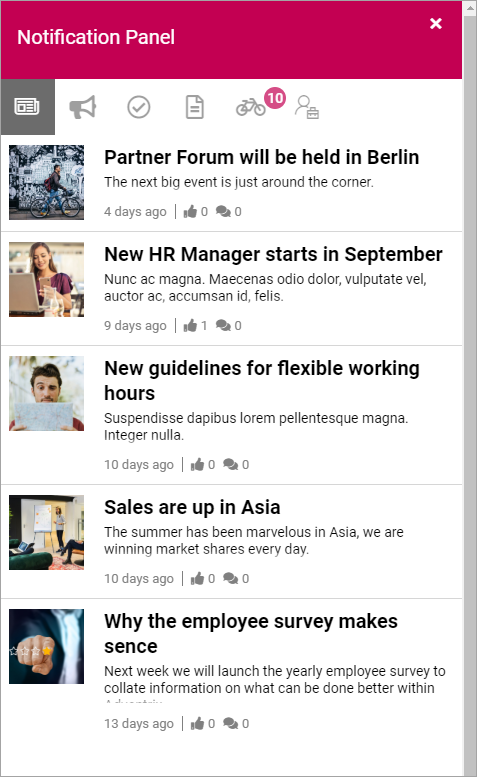 Notification Panel
10
Partner Forum will be held in Berlin
The next big event is just around the corner.
4 days ago | 0 0
New HR Manager starts in September
Nunc ac magna. Maecenas odio dolor, vulputate vel,
auctor ac, accumsan id, felis.
9 days ago | 1 0
New guidelines for flexible working
hours
Suspendisse dapibus lorem pellentesque magna.
Integer nulla.
10 days ago | 0 0
Sales are up in Asia
The summer has been marvelous in Asia, we are
winning market shares every day.
10 days ago | 0 0
Why the employee survey makes
sence
Next week we will launch the yearly employee survey to
collate information on what can be done better within
13 days ago | 0 0